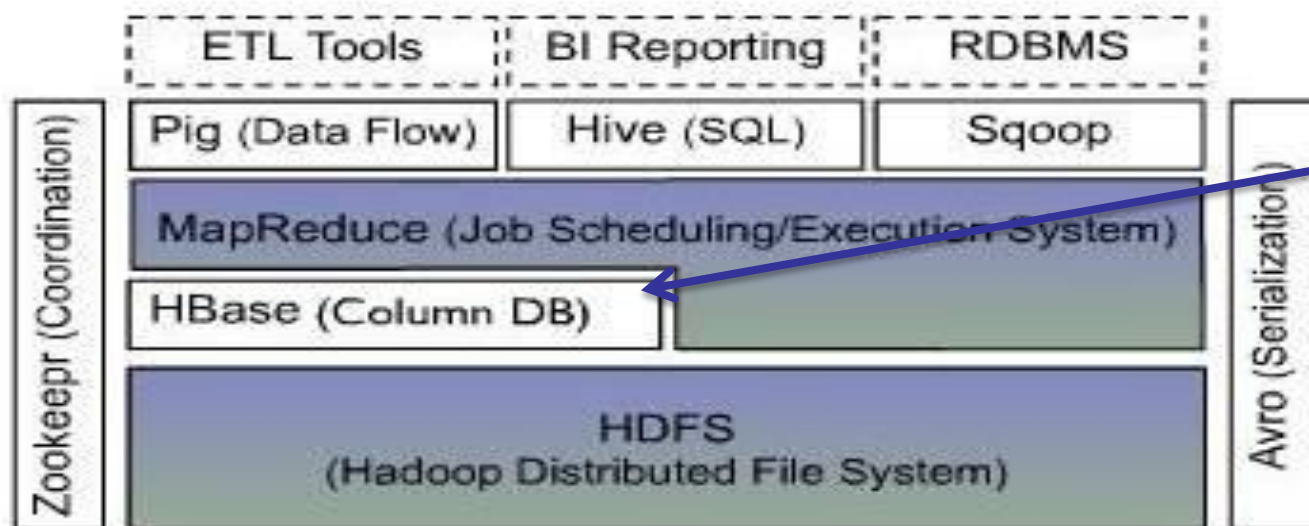 ETL Tools
BI Reporting
RDBMS
Pig (Data Flow)
Hive (SQL)
Sqoop
MapReduce (Job Scheduling/Execution System)
HBase (Column DB)
HDFS
(Hadoop Distributed File System)
Zookeepr (Coordination)
Avro (Serialization)